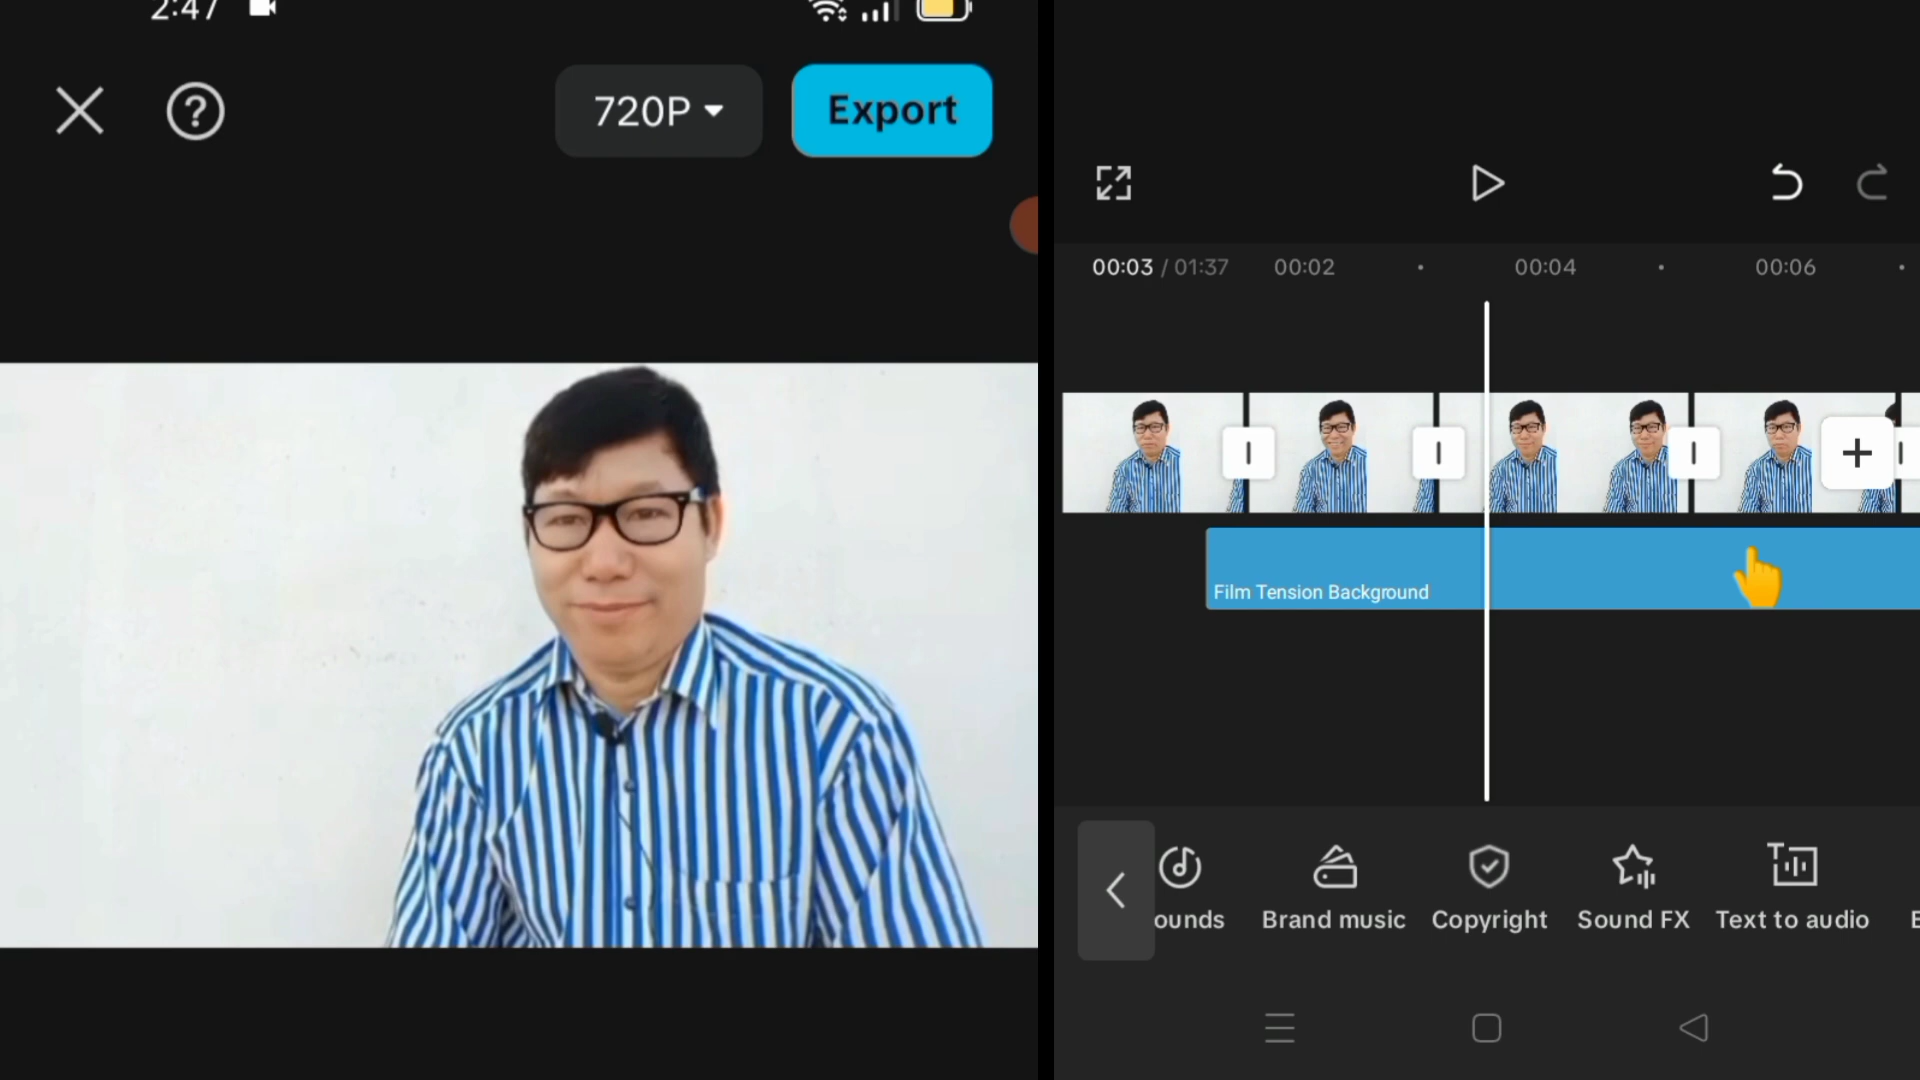 2:47
720P
Export
00:03 / 01:37 00:02 00:04 00:06
Film Tension Background
ounds
Brand music
Copyright
Sound FX
Text to audio
E